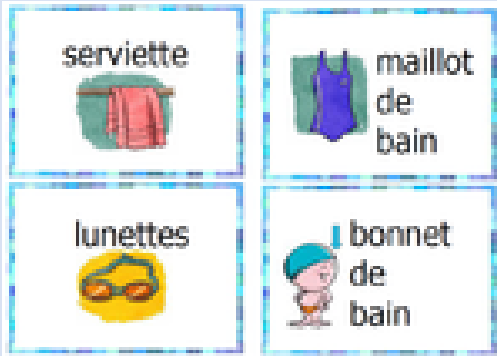 serviette
maillot
de
bain
lunettes
bonnet
de
bain